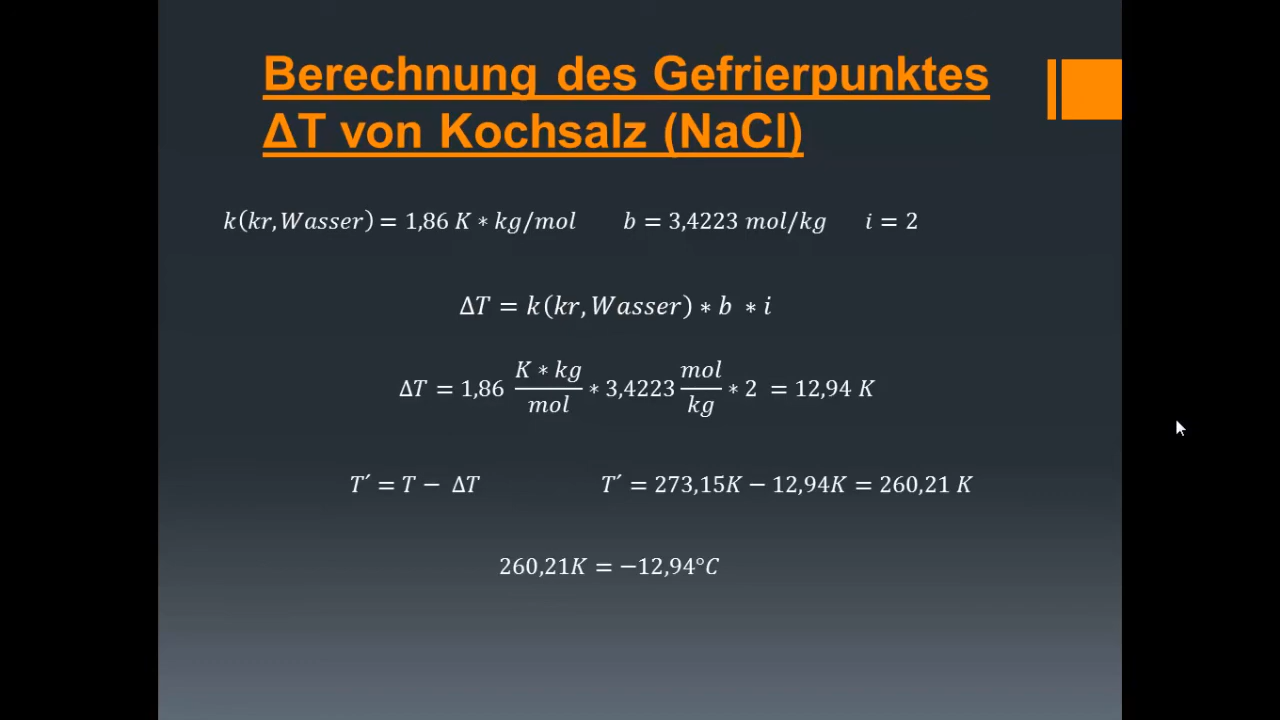 Berechnung des Gefrierpunktes
ΔT von Kochsalz (NaCl)
k(kr,Wasser) = 1,86 K ∗ kg/mol b = 3,4223 mol/kg i = 2
ΔT = k(kr,Wasser) ∗ b ∗ i
ΔT = 1,86 K ∗ kg/mol ∗ 3,4223 mol/kg ∗ 2 = 12,94 K
T´ = T − ΔT T´ = 273,15K − 12,94K = 260,21 K
260,21K = −12,94°C